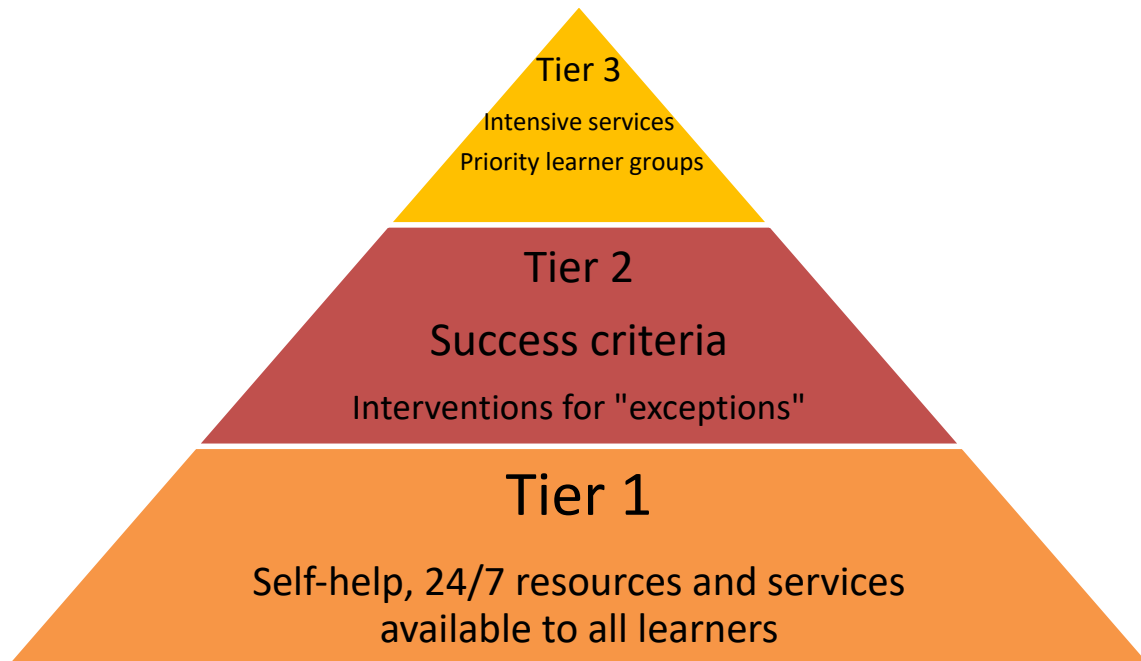 Tier 3
Intensive services
Priority learner groups
Tier 2
Success criteria
Interventions for "exceptions"
Tier 1
Self-help, 24/7 resources and services
available to all learners